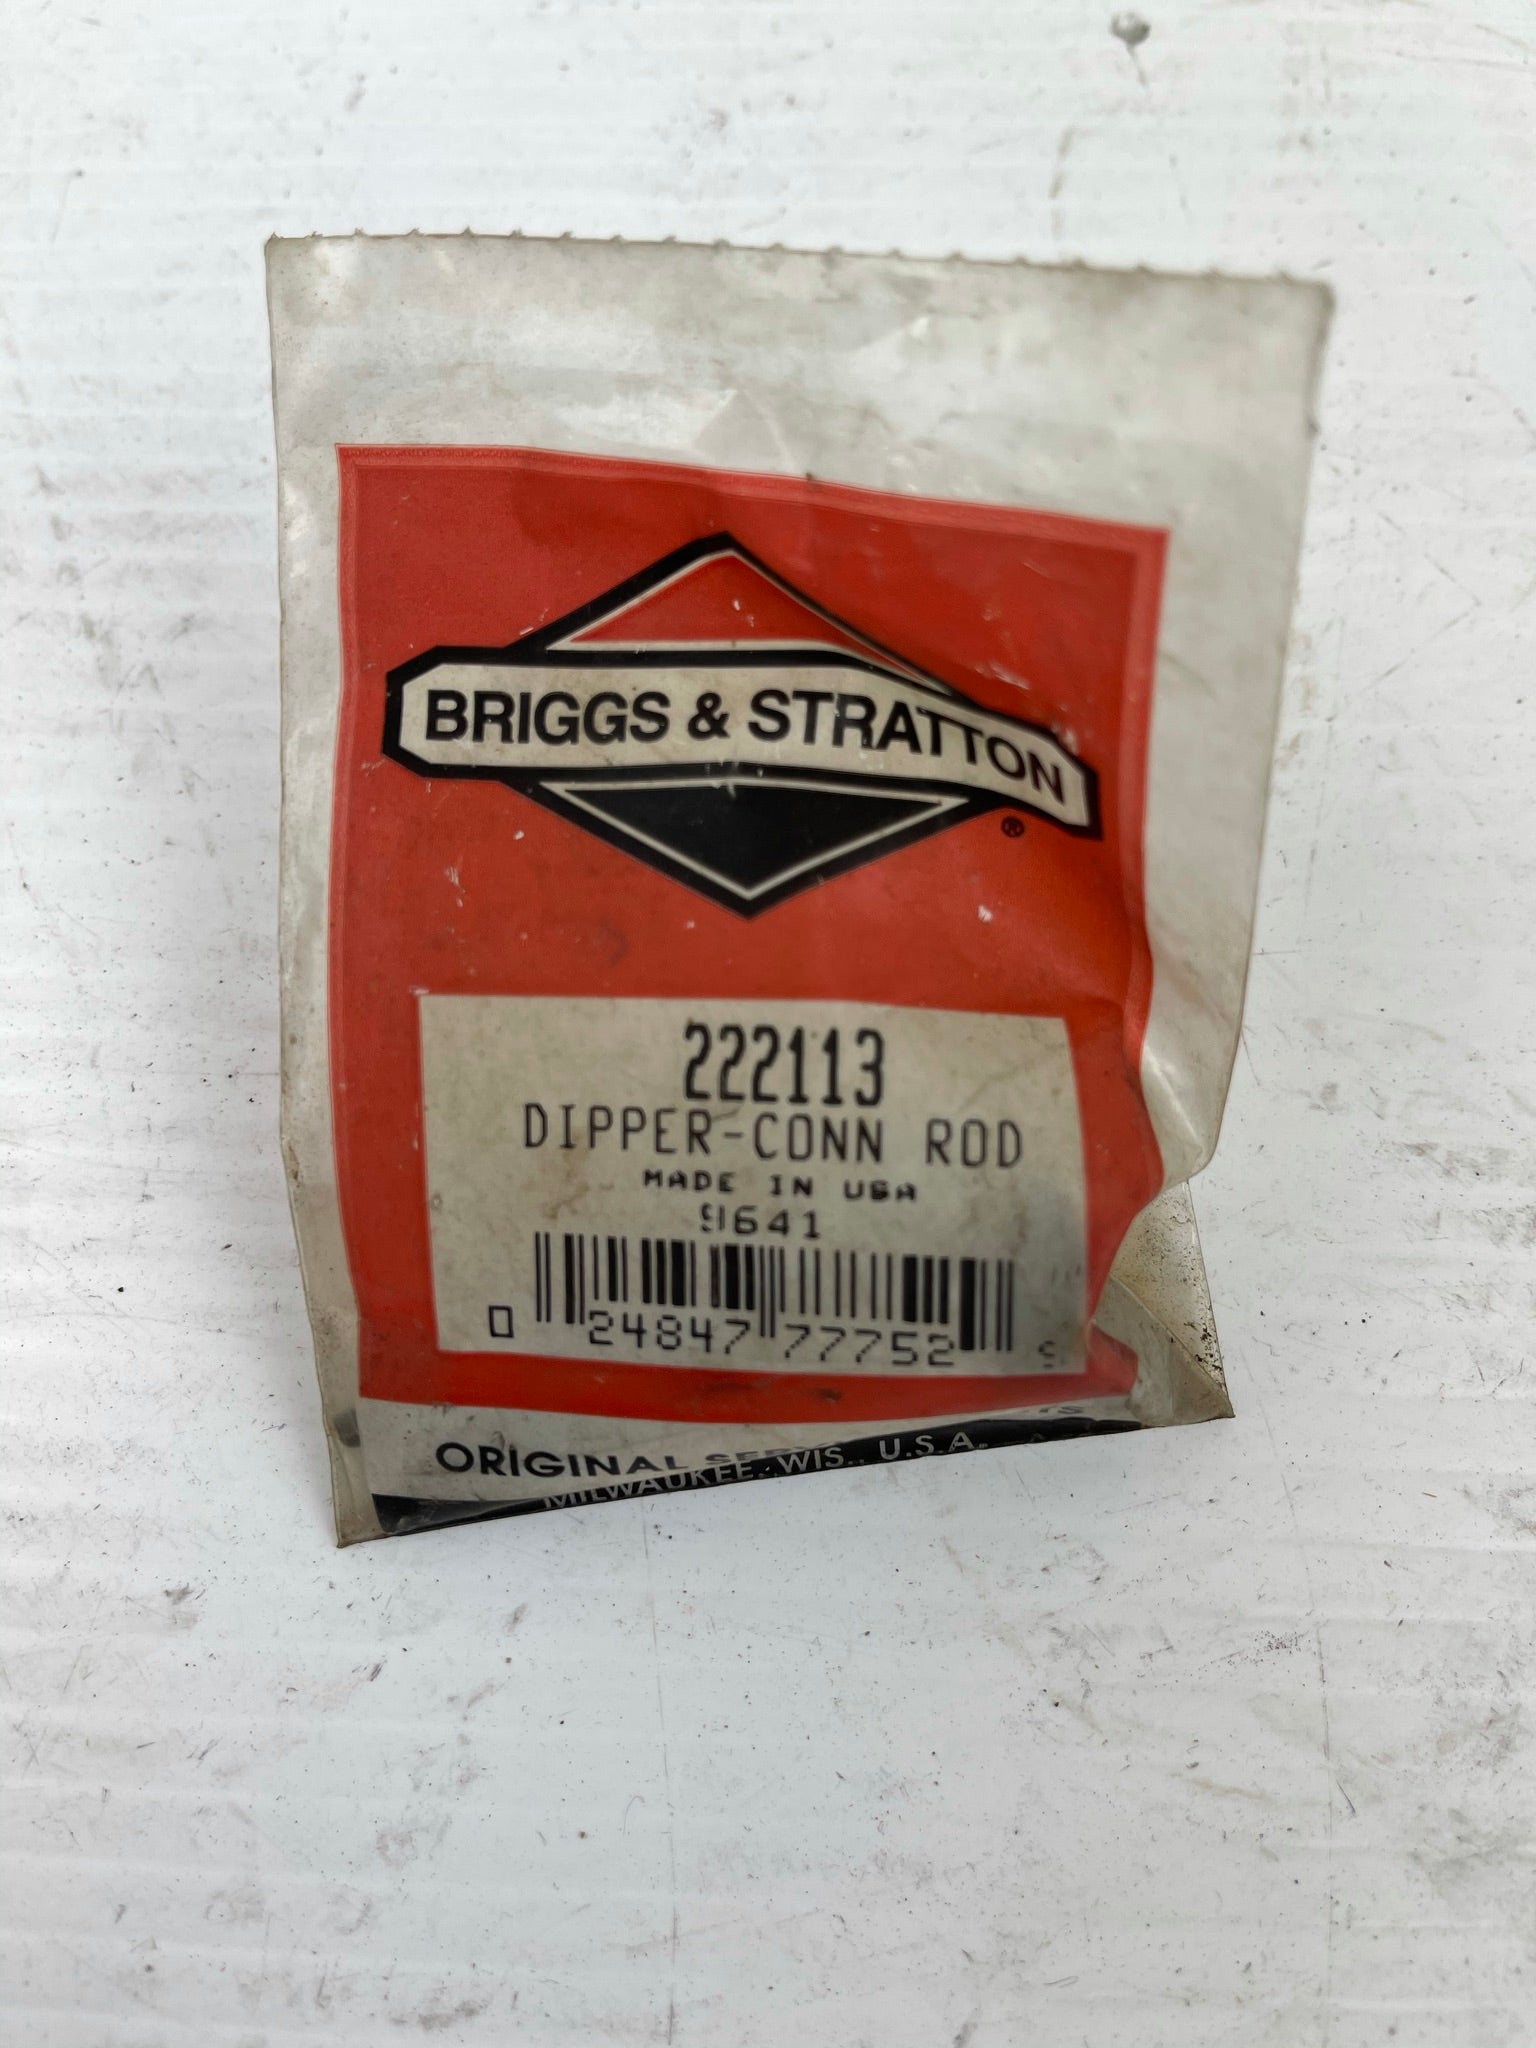 BRIGGS & STRATTON
®
222113
DIPPER-CONN ROD
MADE IN USA
9641
0 24847 77752
ORIGINAL
MILWAUKEE, WIS., U.S.A.